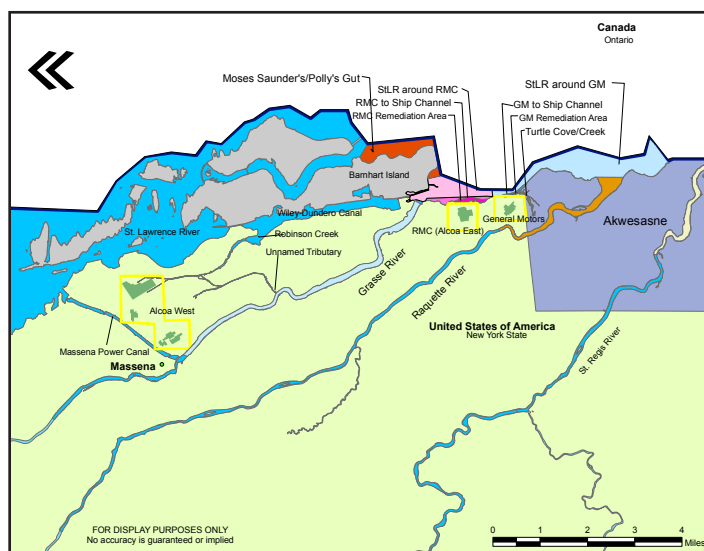 Canada
Ontario
Moses Saunder's/Polly's Gut
StLR around RMC
StLR around GM
RMC to Ship Channel
GM to Ship Channel
RMC Remediation Area
GM Remediation Area
Turtle Cove/Creek
Barnhart Island
Wiley-Dundero Canal
St. Lawrence River
Robinson Creek
Unnamed Tributary
RMC (Alcoa East)
General Motors
Akwesasne
Grasse River
Raquette River
Alcoa West
United States of America
New York State
Massena Power Canal
Massena
St. Regis River
FOR DISPLAY PURPOSES ONLY
No accuracy is guaranteed or implied
0 1 2 3 4
Miles